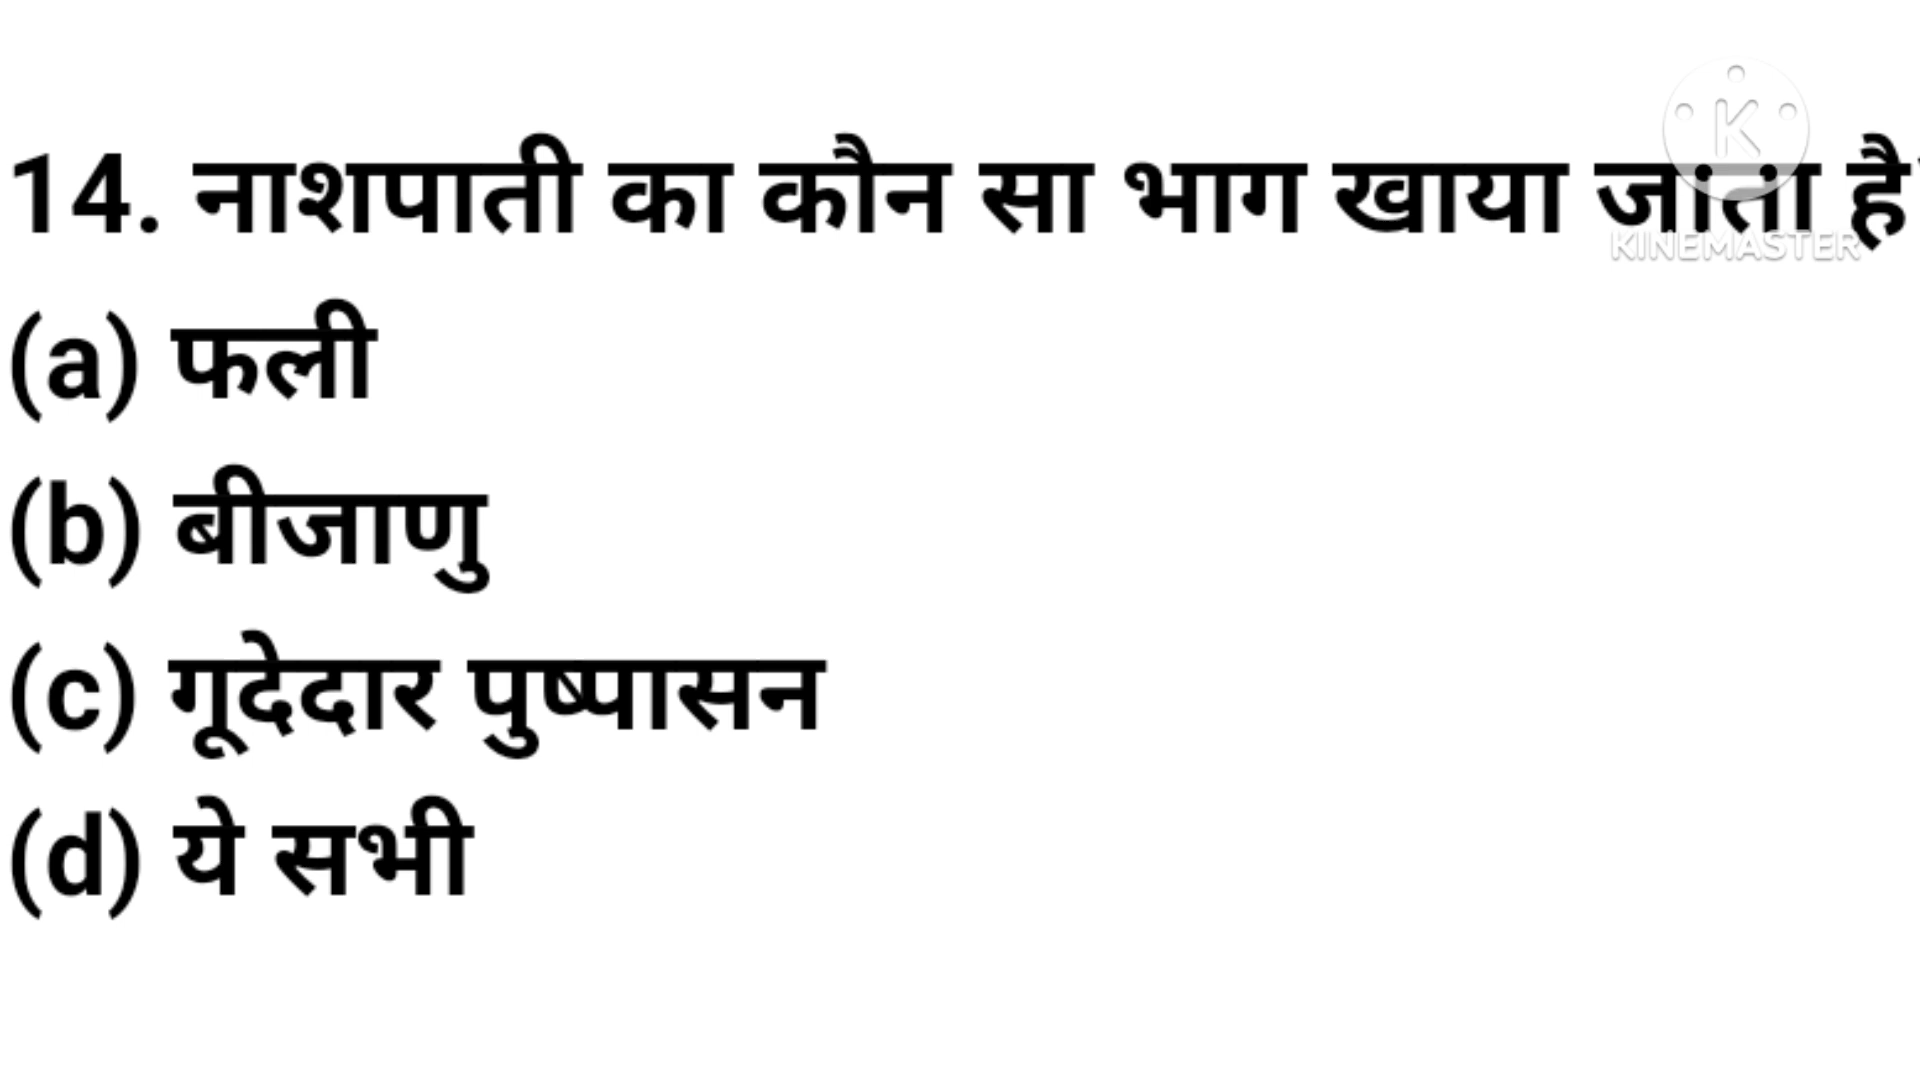 14. नाशपाती का कौन सा भाग खाया जाता है
K
KINEMASTER
(a) फली
(b) बीजाणु
(c) गूदेदार पुष्पासन
(d) ये सभी